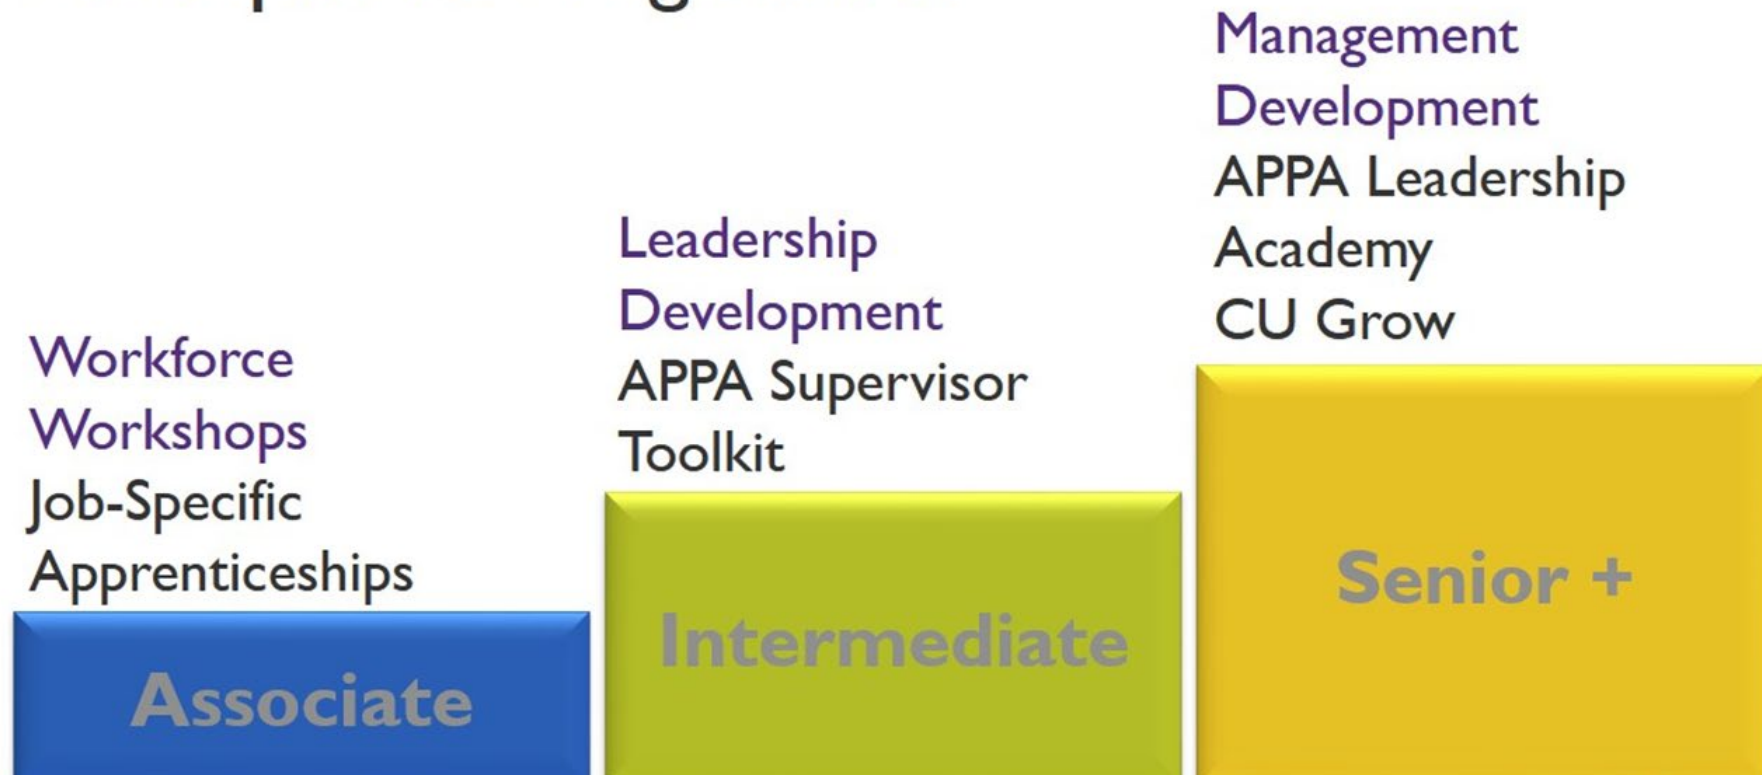 Workforce
Workshops
Job-Specific
Apprenticeships
Associate
Leadership
Development
APPA Supervisor
Toolkit
Intermediate
Management
Development
APPA Leadership
Academy
CU Grow
Senior +